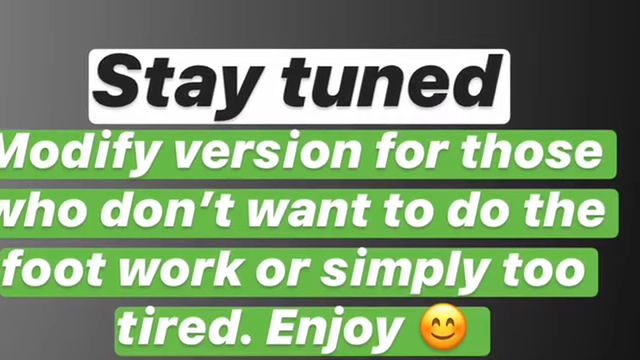 Stay tuned
Modify version for those
who don't want to do the
foot work or simply too
tired. Enjoy 😊